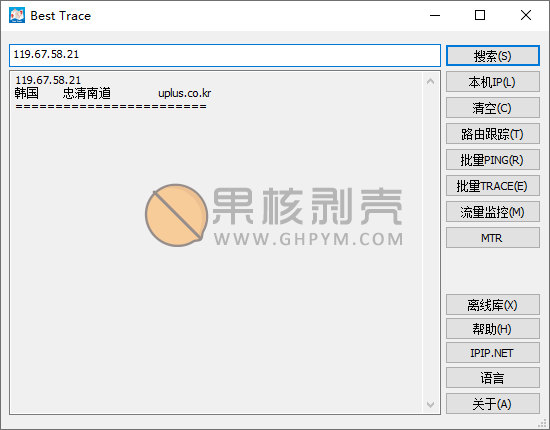 Best Trace
119.67.58.21
搜索(S)
119.67.58.21
韩国 忠清南道 uplus.co.kr
========================
本机IP(L)
清空(C)
路由跟踪(T)
批量PING(R)
批量TRACE(E)
流量监控(M)
MTR
果核剥壳
WWW.GHPYM.COM
离线库(X)
帮助(H)
IPIP.NET
语言
关于(A)